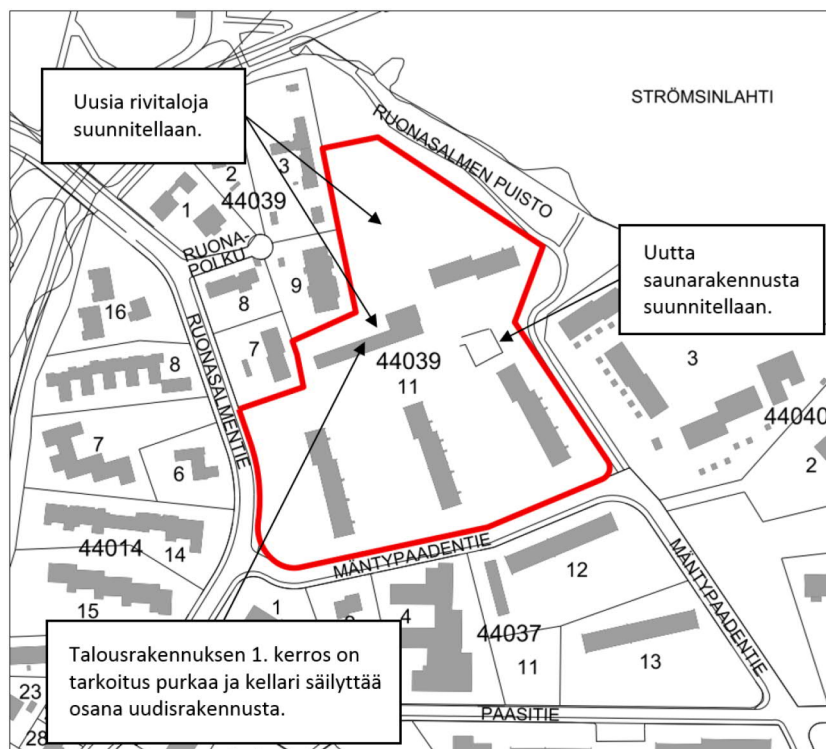 STRÖMSINLAHTI
Uusia rivitaloja
suunnitellaan.
RUONASALMEN PUISTO
2
3
1
44039
RUONA-
POLKU
Uutta
saunarakennusta
suunnitellaan.
9
8
16
7
RUONASALMENTIE
8
44039
11
3
44040
2
7
6
44014
14
15
MÄNTYPAADENTIE
12
MÄNTYPAADENTIE
1
4
44037
11
13
Talousrakennuksen 1. kerros on
tarkoitus purkaa ja kellari säilyttää
osana uudisrakennusta.
23
28
PAASITIE